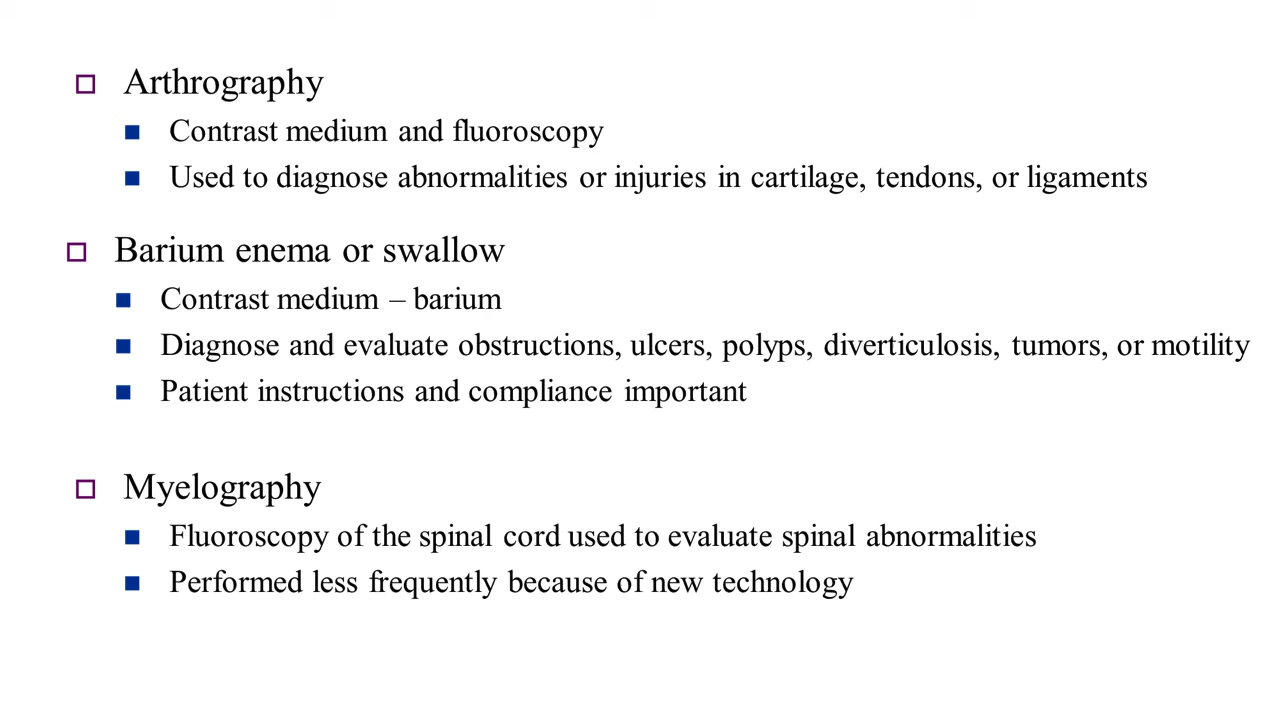 Arthrography
Contrast medium and fluoroscopy
Used to diagnose abnormalities or injuries in cartilage, tendons, or ligaments
Barium enema or swallow
Contrast medium – barium
Diagnose and evaluate obstructions, ulcers, polyps, diverticulosis, tumors, or motility
Patient instructions and compliance important
Myelography
Fluoroscopy of the spinal cord used to evaluate spinal abnormalities
Performed less frequently because of new technology